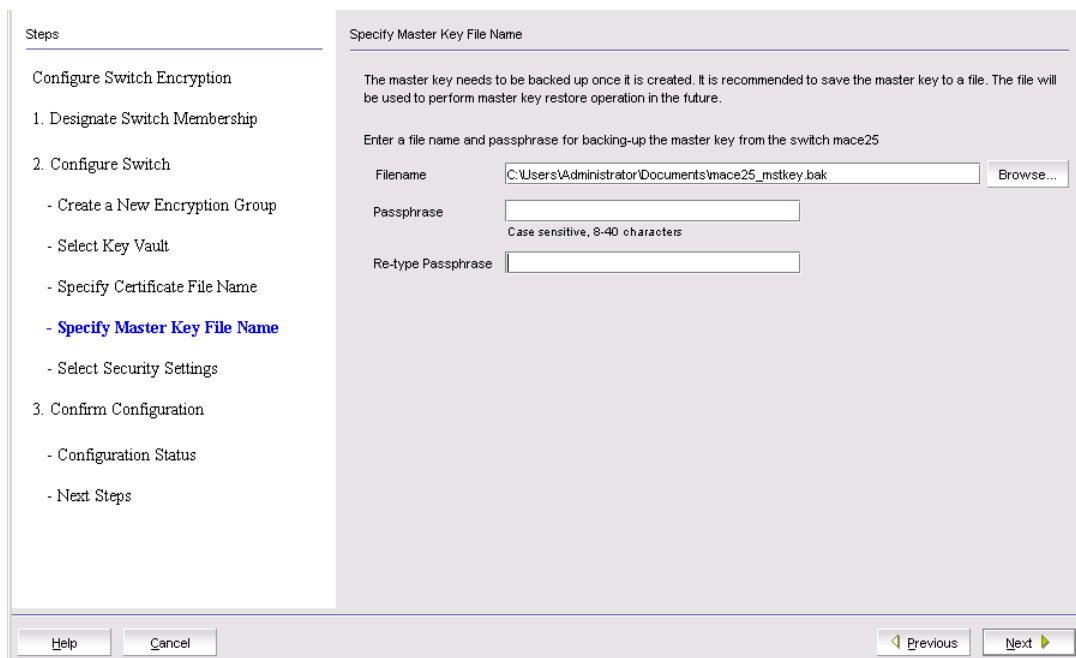 Steps
Configure Switch Encryption
1. Designate Switch Membership
2. Configure Switch
- Create a New Encryption Group
- Select Key Vault
- Specify Certificate File Name
- Specify Master Key File Name
- Select Security Settings
3. Confirm Configuration
- Configuration Status
- Next Steps
Specify Master Key File Name
The master key needs to be backed up once it is created. It is recommended to save the master key to a file. The file will
be used to perform master key restore operation in the future.
Enter a file name and passphrase for backing-up the master key from the switch mace25
Filename C:\Users\Administrator\Documents\mace25_mstkey.bak Browse...
Passphrase
Case sensitive, 8-40 characters
Re-type Passphrase
Help Cancel Previous Next